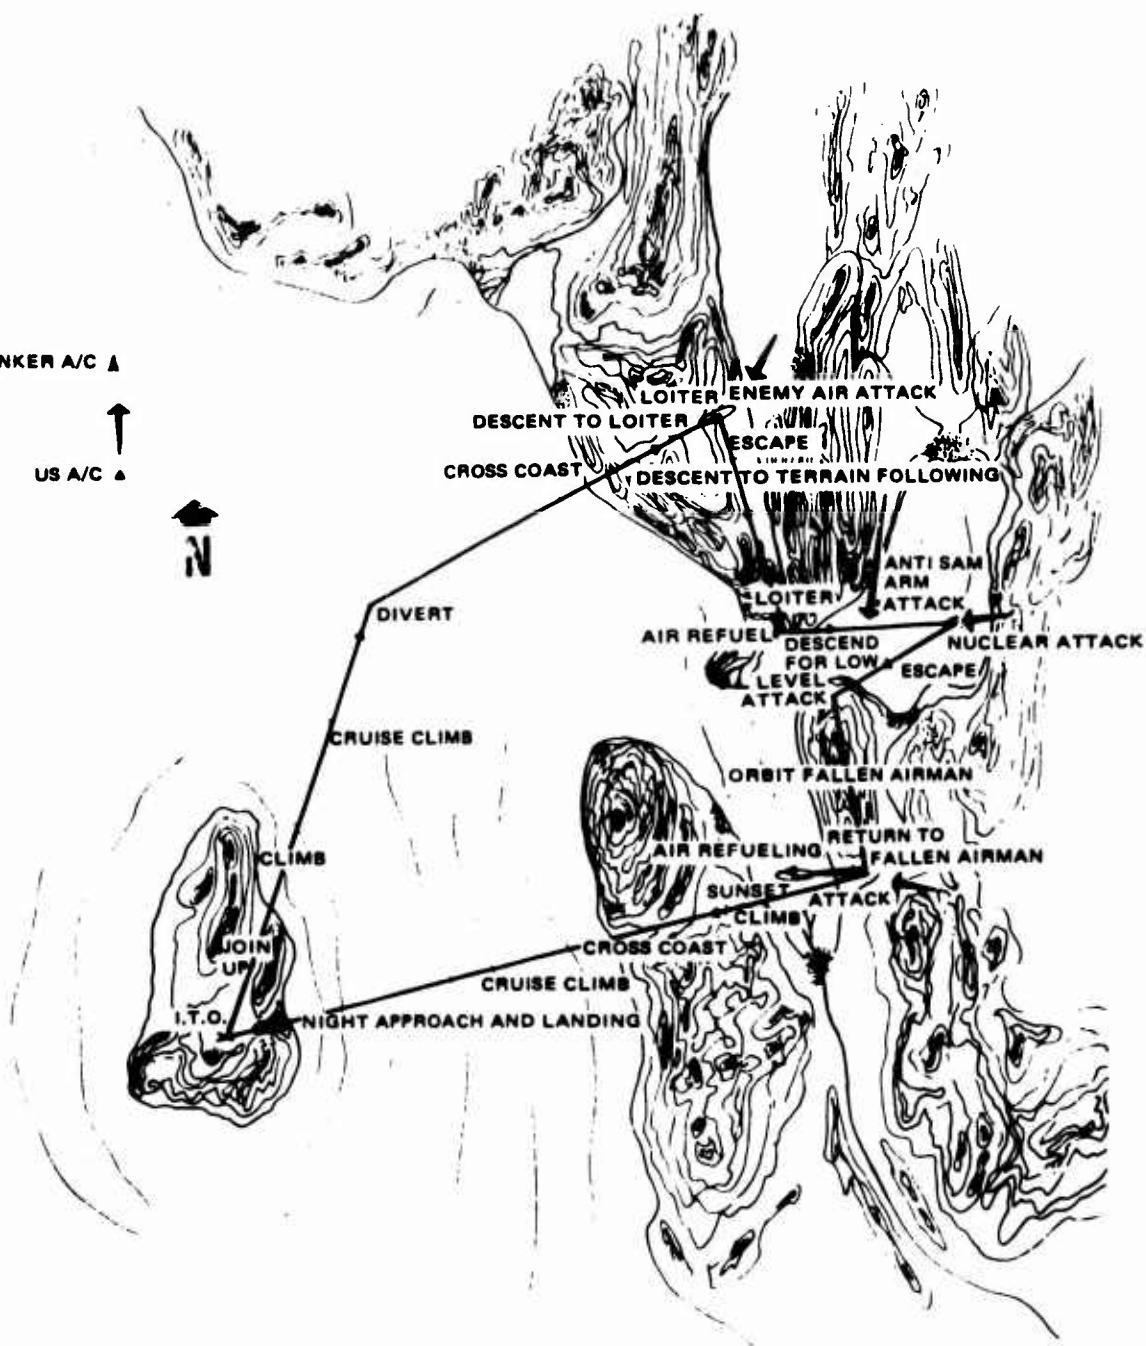 NKER A/C
US A/C
N
LOITER
ENEMY AIR ATTACK
DESCENT TO LOITER
ESCAPE
CROSS COAST
DESCENT TO TERRAIN FOLLOWING
ANTI SAM
ARM
ATTACK
LOITER
DIVERT
AIR REFUEL
DESCEND
FOR LOW
LEVEL
ATTACK
NUCLEAR ATTACK
ESCAPE
CRUISE CLIMB
ORBIT FALLEN AIRMAN
RETURN TO
FALLEN AIRMAN
AIR REFUELING
CLIMB
SUNSET
CLIMB
ATTACK
JOIN
UP
CROSS COAST
CRUISE CLIMB
I.T.O.
NIGHT APPROACH AND LANDING